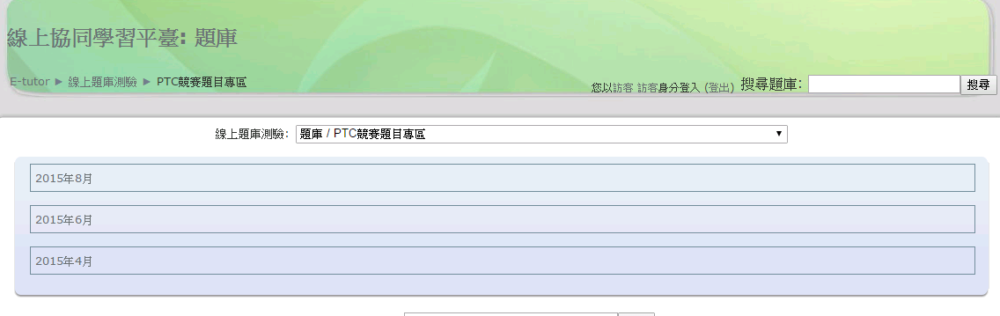 線上協同學習平臺: 題庫
E-tutor ► 線上題庫測驗 ► PTC競賽題目專區
您以訪客 訪客身分登入 (登出) 搜尋題庫: 搜尋
線上題庫測驗: 題庫 / PTC競賽題目專區
2015年8月
2015年6月
2015年4月